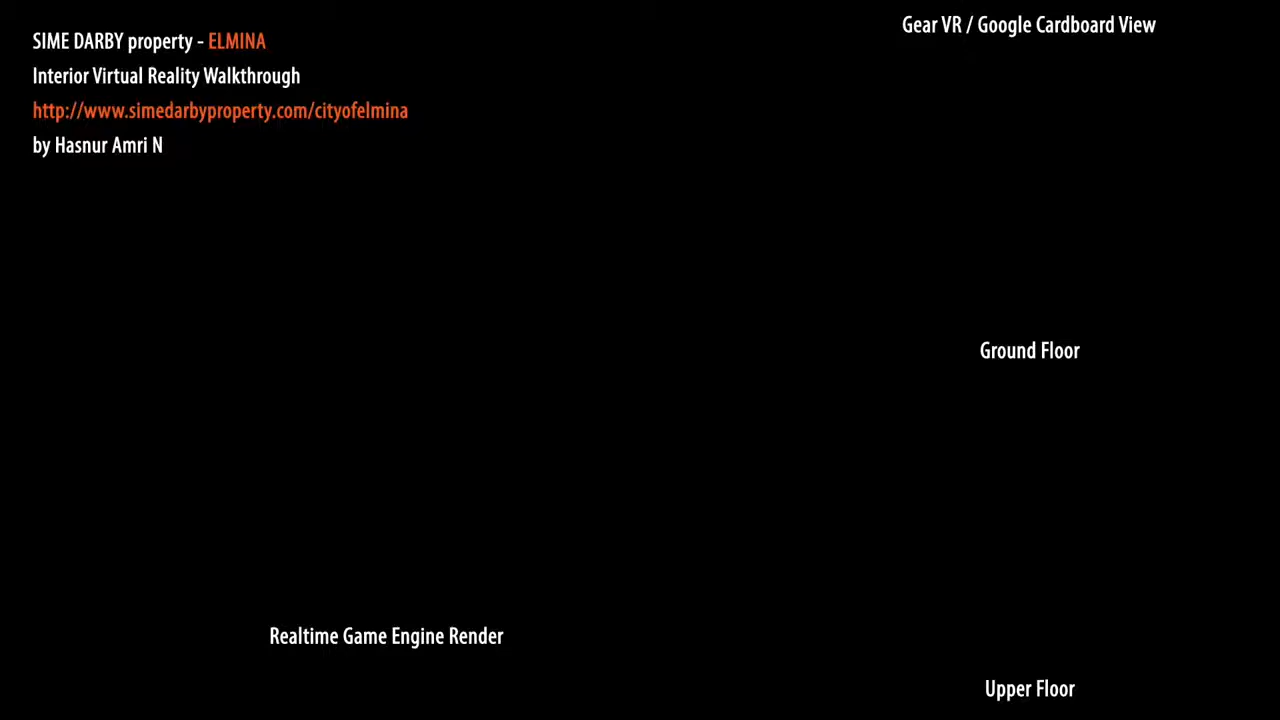 SIME DARBY property - ELMINA
Interior Virtual Reality Walkthrough
http://www.simedarbyproperty.com/cityofelmina
by Hasnur Amri N
Gear VR / Google Cardboard View
Ground Floor
Realtime Game Engine Render
Upper Floor